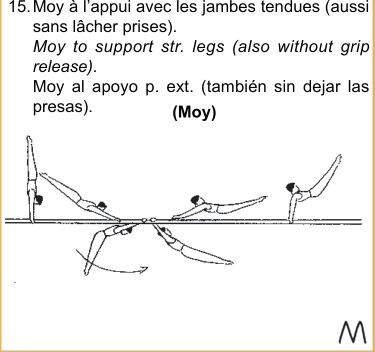 15. Moy à l'appui avec les jambes tendues (aussi
sans lâcher prises).
Moy to support str. legs (also without grip
release).
Moy al apoyo p. ext. (también sin dejar las
presas).
(Moy)
M